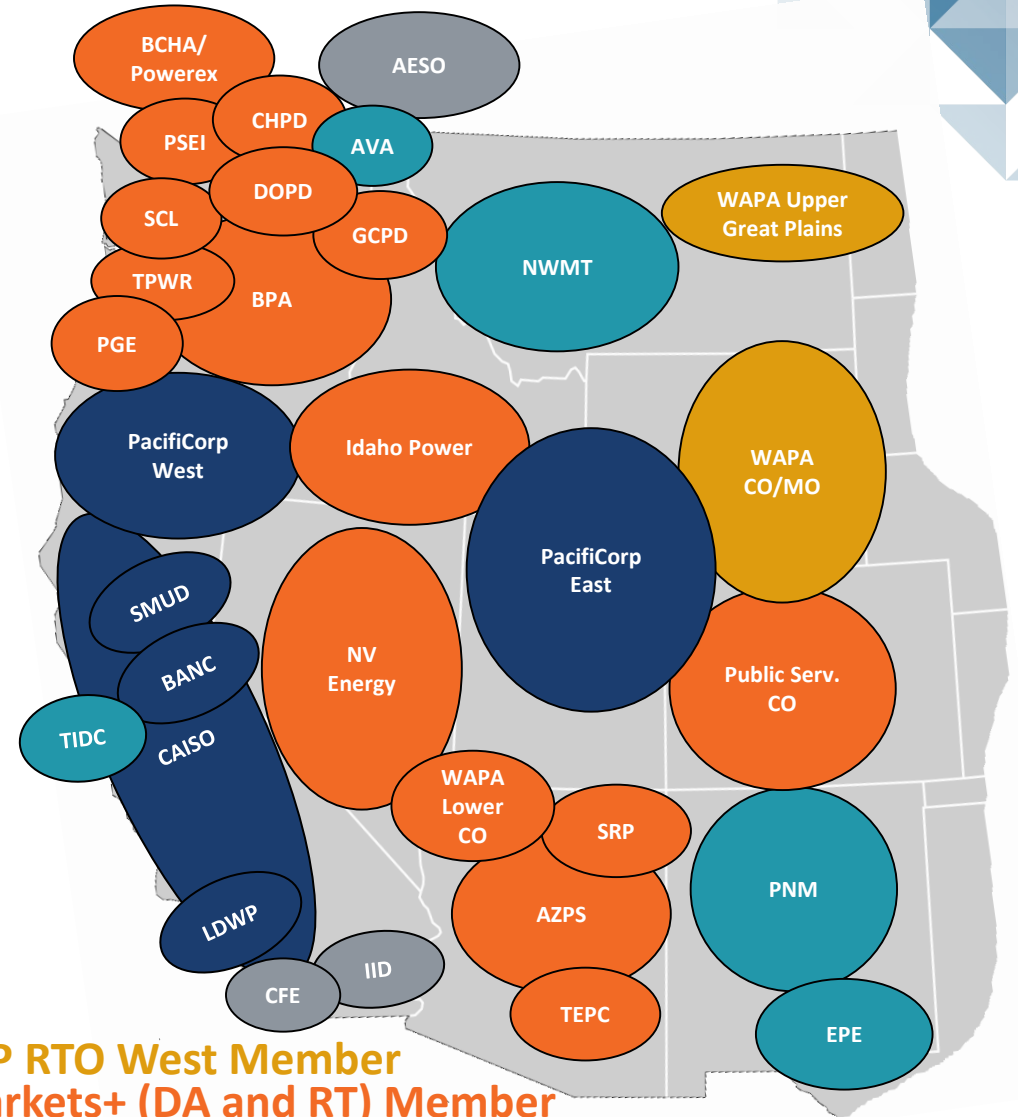 BCHA/
Powerex
AESO
CHPD
PSEI
AVA
DOPD
SCL
GCPD
WAPA Upper
Great Plains
NWMT
TPWR
BPA
PGE
PacifiCorp
West
Idaho Power
WAPA
CO/MO
PacifiCorp
East
SMUD
NV
Energy
BANC
Public Serv.
CO
TIDC
CAISO
WAPA
Lower
CO
SRP
PNM
AZPS
LDWP
IID
CFE
TEPC
EPE
P RTO West Member
rkets+ (DA and RT) Member